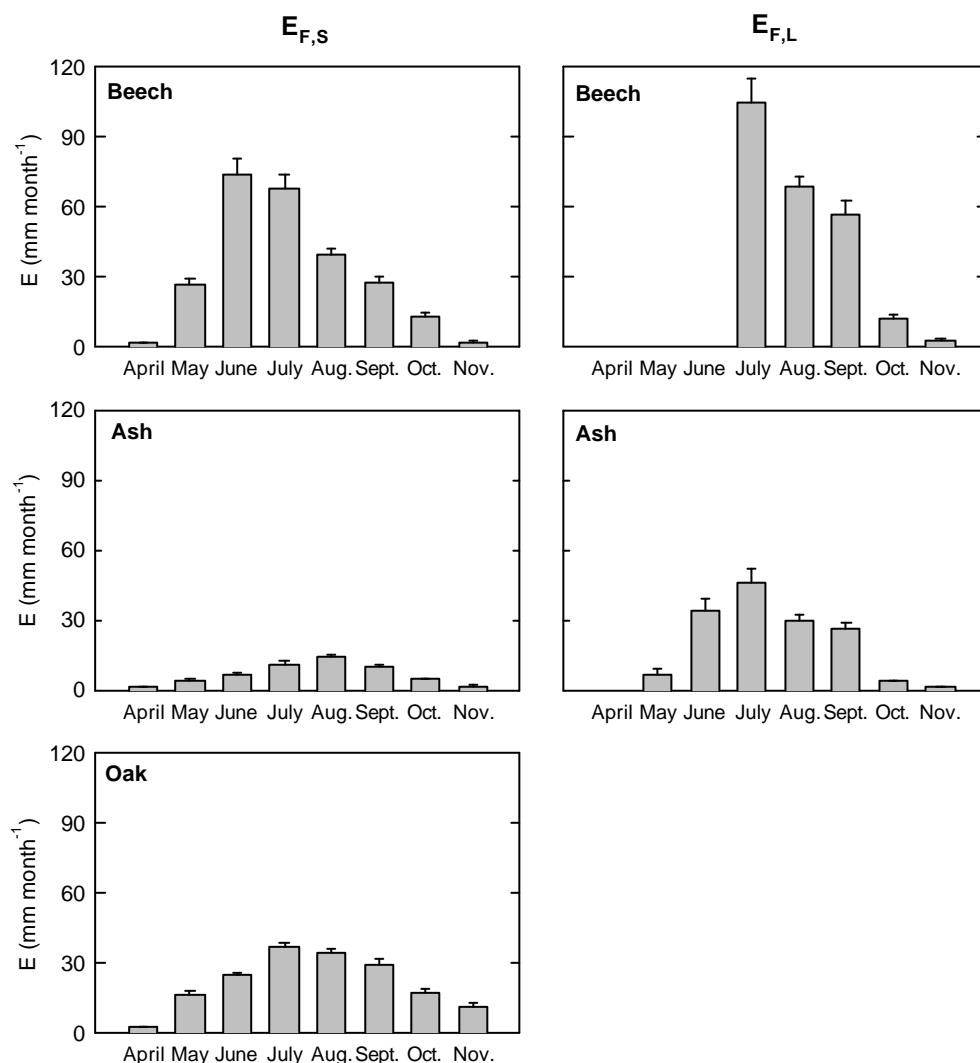 E_F,S
E_F,L
Beech
E (mm month^-1)
120
90
60
30
0
April May June July Aug. Sept. Oct. Nov.
Beech
April May June July Aug. Sept. Oct. Nov.
Ash
E (mm month^-1)
120
90
60
30
0
April May June July Aug. Sept. Oct. Nov.
Ash
April May June July Aug. Sept. Oct. Nov.
Oak
E (mm month^-1)
120
90
60
30
0
April May June July Aug. Sept. Oct. Nov.